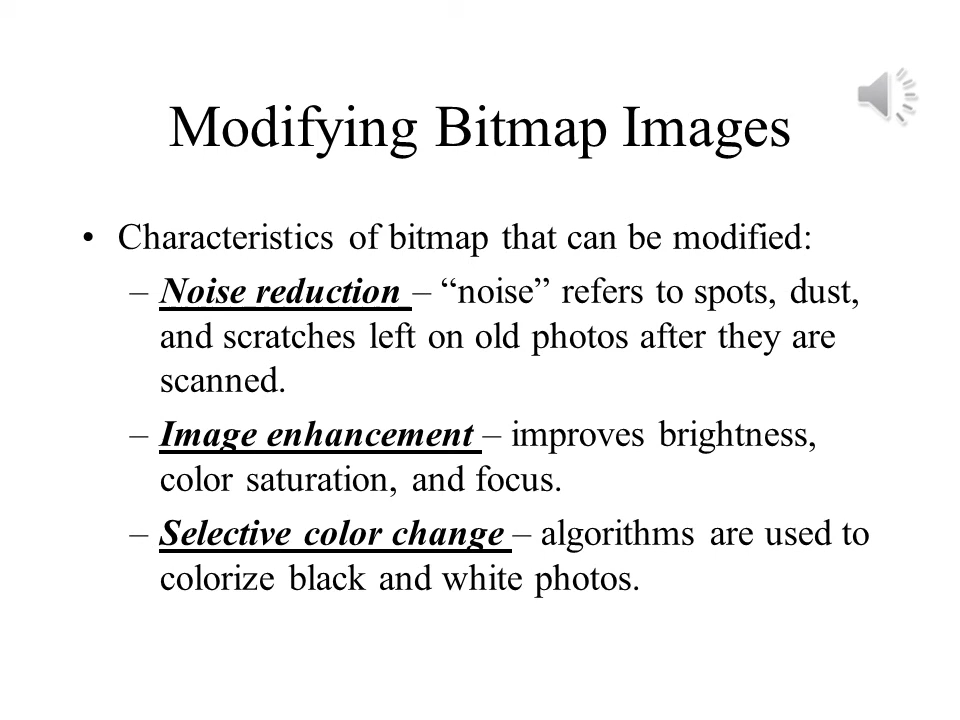 Modifying Bitmap Images
• Characteristics of bitmap that can be modified:
– Noise reduction – “noise” refers to spots, dust,
and scratches left on old photos after they are
scanned.
– Image enhancement – improves brightness,
color saturation, and focus.
– Selective color change – algorithms are used to
colorize black and white photos.